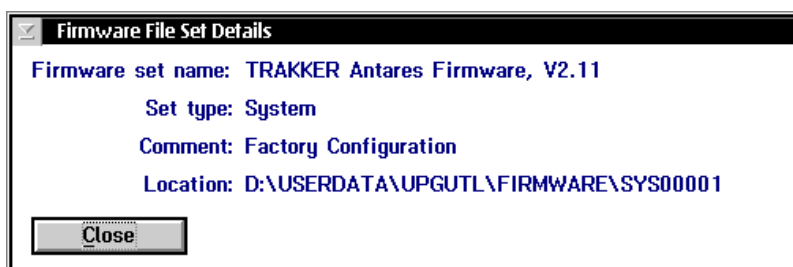 Firmware File Set Details
Firmware set name: TRAKKER Antares Firmware, V2.11
Set type: System
Comment: Factory Configuration
Location: D:\USERDATA\UPGUTL\FIRMWARE\SYS00001
Close